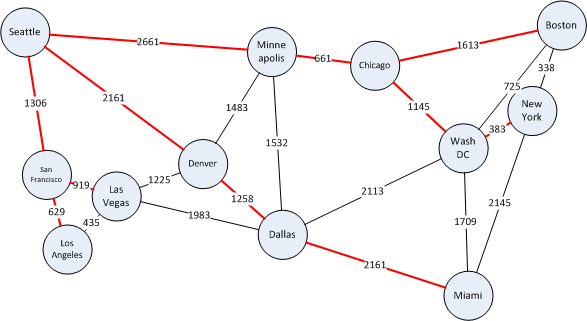 Boston
Seattle
2661
Minne
apolis
661
Chicago
1613
338
725
New
York
1306
2161
1483
1145
383
Wash
DC
1532
Denver
San
Francisco
919
Las
Vegas
1225
1258
2113
629
435
1983
1709
2145
Los
Angeles
Dallas
2161
Miami